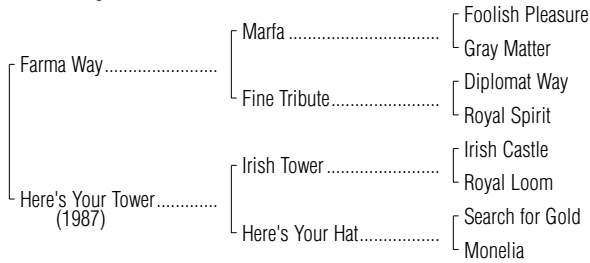 Foolish Pleasure
Marfa ....................................
Gray Matter
Farma Way..........................
Diplomat Way
Fine Tribute..........................
Royal Spirit
Irish Castle
Irish Tower ...........................
Royal Loom
Here's Your Tower..............
(1987)
Search for Gold
Here's Your Hat...................
Monelia